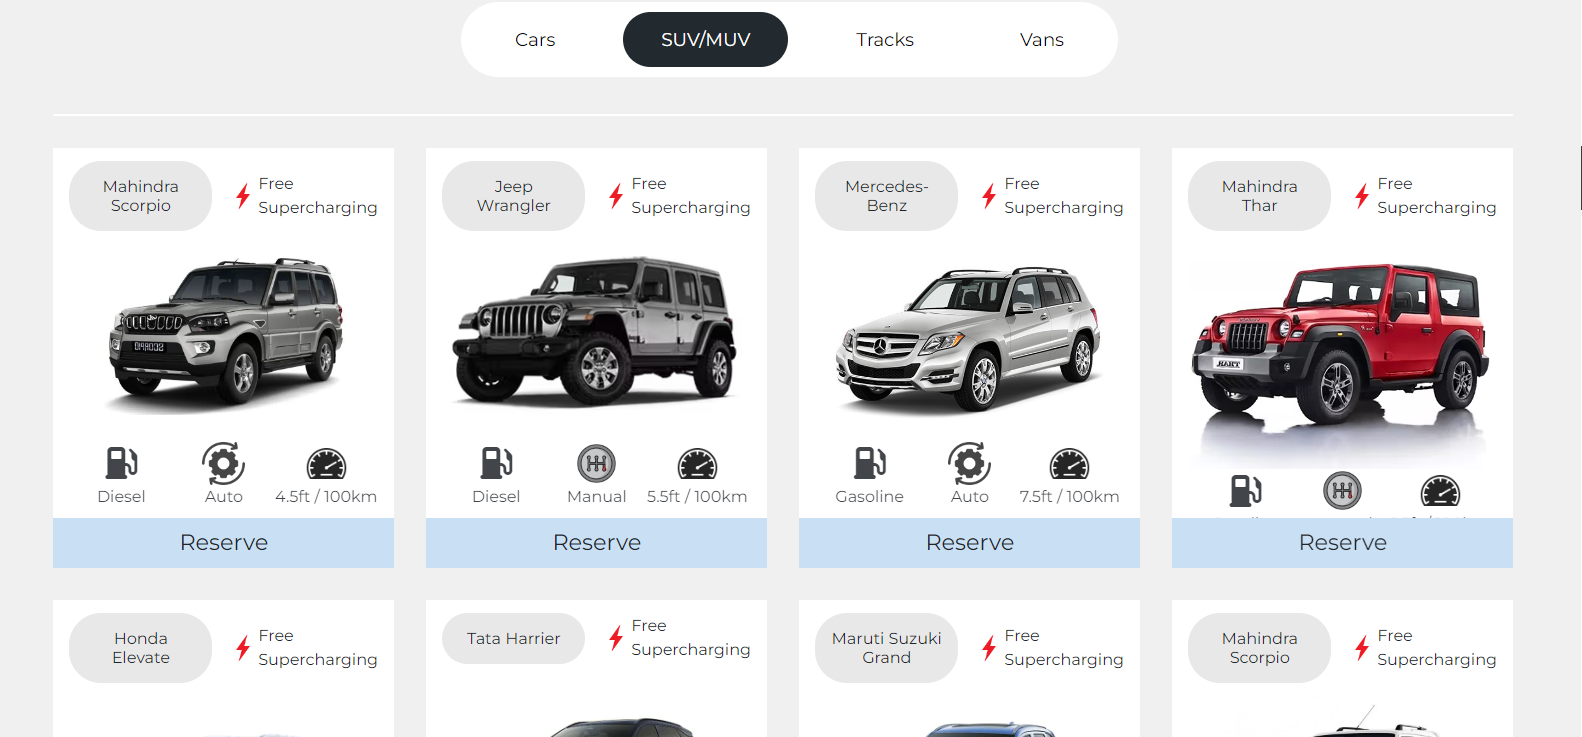 Cars
SUV/MUV
Tracks
Vans
Mahindra
Scorpio
Free
Supercharging
Jeep
Wrangler
Free
Supercharging
Mercedes-
Benz
Free
Supercharging
Mahindra
Thar
Free
Supercharging
Diesel
Auto
4.5ft / 100km
Diesel
Manual
5.5ft / 100km
Gasoline
Auto
7.5ft / 100km
Reserve
Reserve
Reserve
Reserve
Honda
Elevate
Free
Supercharging
Tata Harrier
Free
Supercharging
Maruti Suzuki
Grand
Free
Supercharging
Mahindra
Scorpio
Free
Supercharging